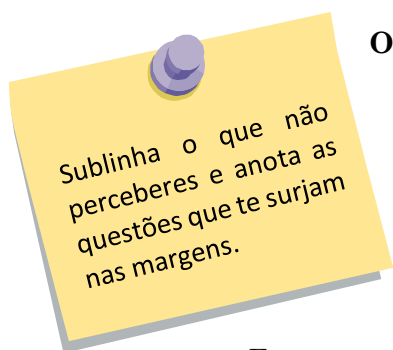 O
Sublinha o que não
perceberes e anota as
questões que te surjam
nas margens.